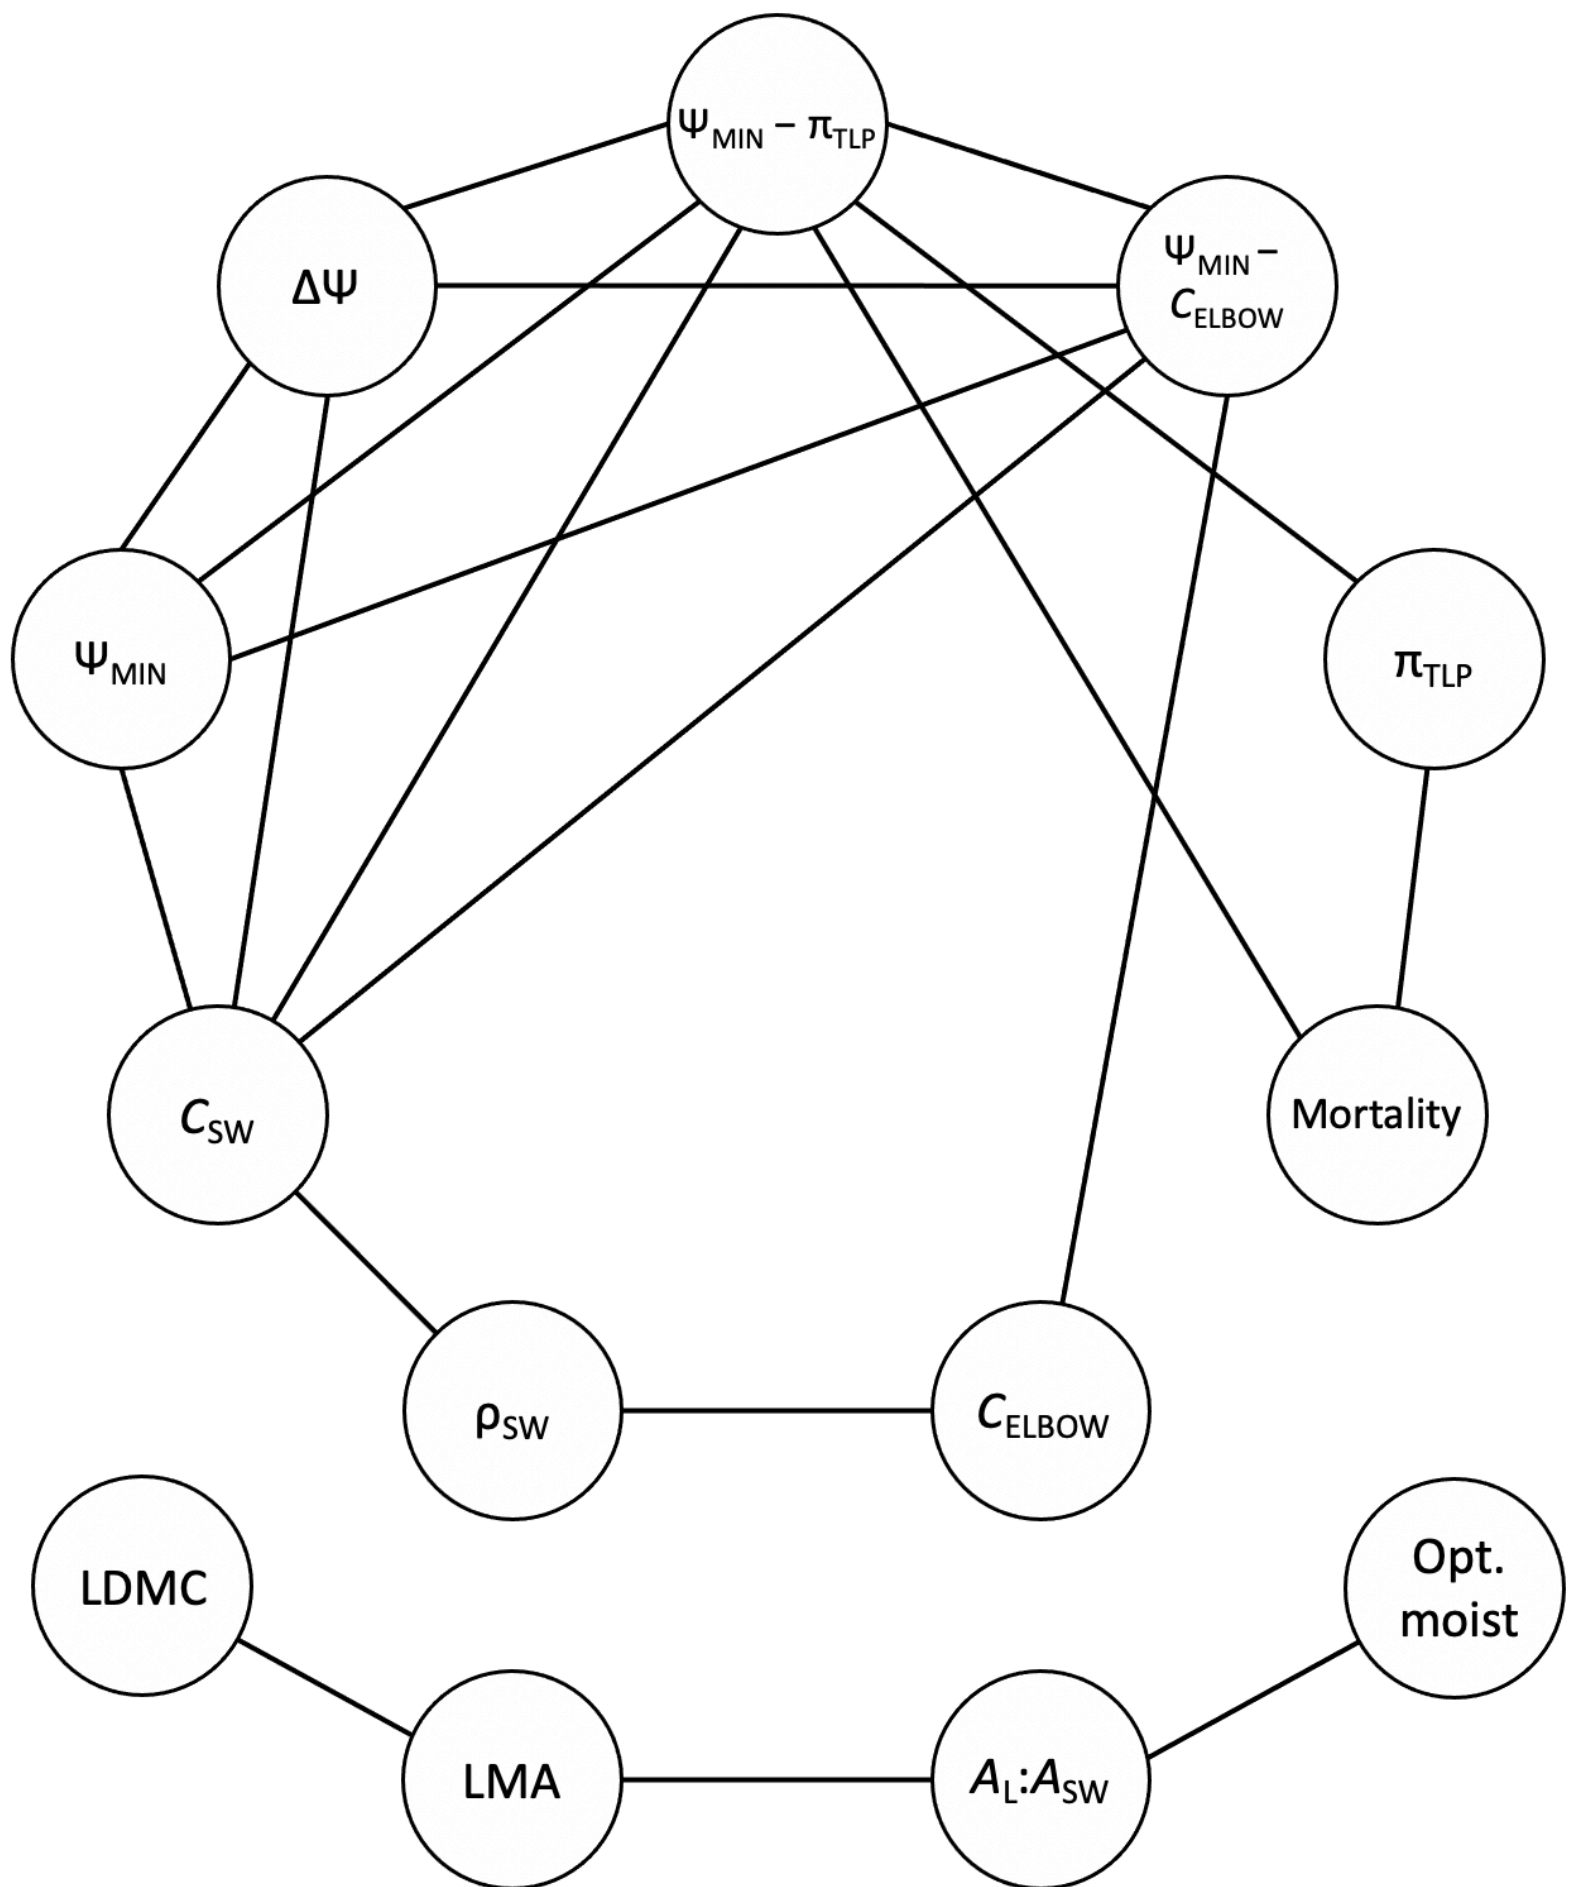 Ψ_MIN – π_TLP
ΔΨ
Ψ_MIN –
C_ELBOW
Ψ_MIN
π_TLP
C_SW
Mortality
ρ_SW
C_ELBOW
LDMC
Opt.
moist
LMA
A_L:A_SW